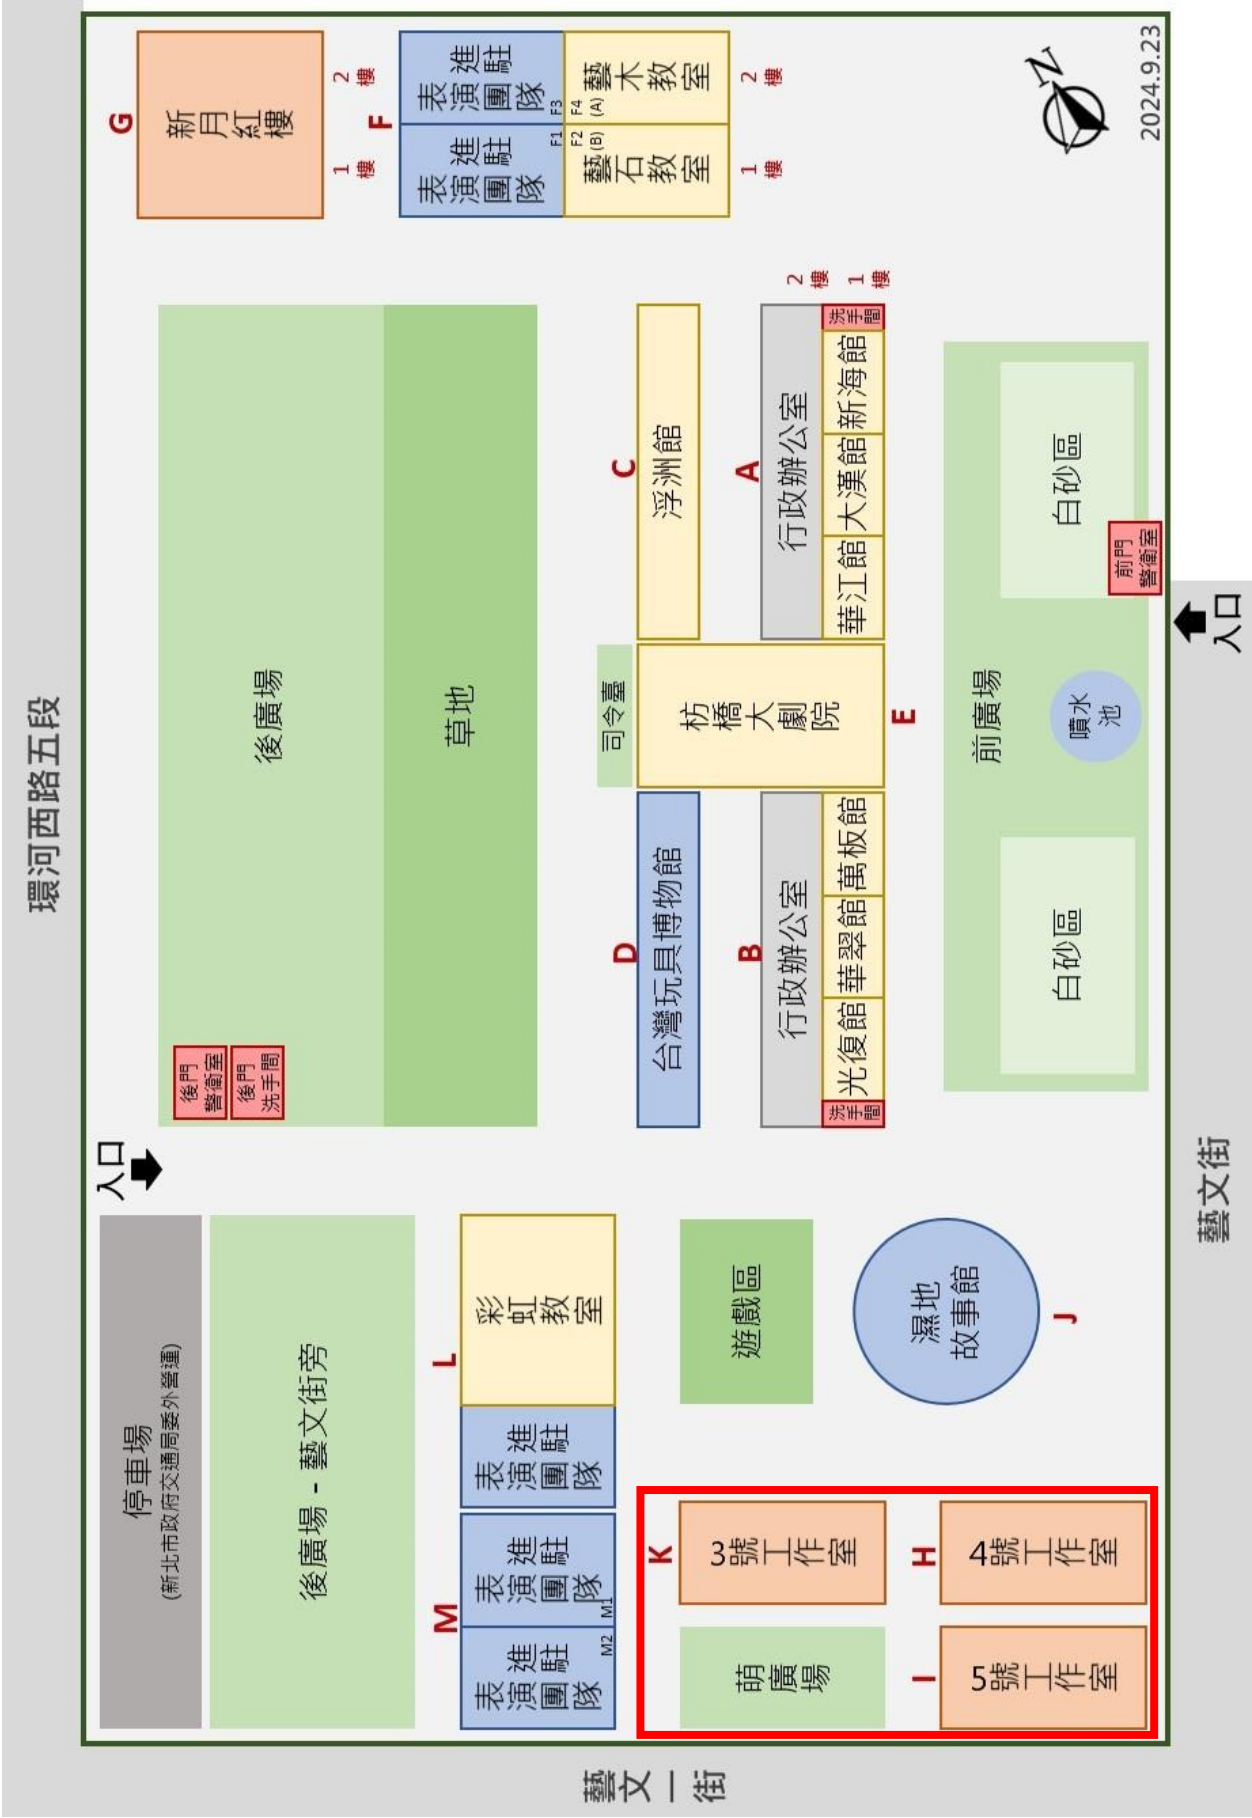 環河西路五段
停車場
(新北市政府交通局委外營運)
入口
後門
警衛室
後門
洗手間
後廣場
G
新月紅樓
1樓
2樓
後廣場 - 藝文街旁
草地
F
表演團隊
進駐
F1
表演團隊
進駐
F3
藝石教室
F2
(B)
藝木教室
F4
(A)
1樓
2樓
M
表演團隊
進駐
M2
表演團隊
進駐
M1
L
表演團隊
進駐
彩虹教室
D
台灣玩具博物館
司令臺
C
浮洲館
枋橋大劇院
E
B
行政辦公室
洗手間
光復館
華翠館
萬板館
A
行政辦公室
華江館
大漢館
新海館
洗手間
2樓
1樓
萌廣場
K
3號工作室
遊戲區
I
5號工作室
H
4號工作室
濕地
故事館
J
前廣場
白砂區
噴水池
白砂區
前門
警衛室
入口
N
2024.9.23
藝文一街
藝文街